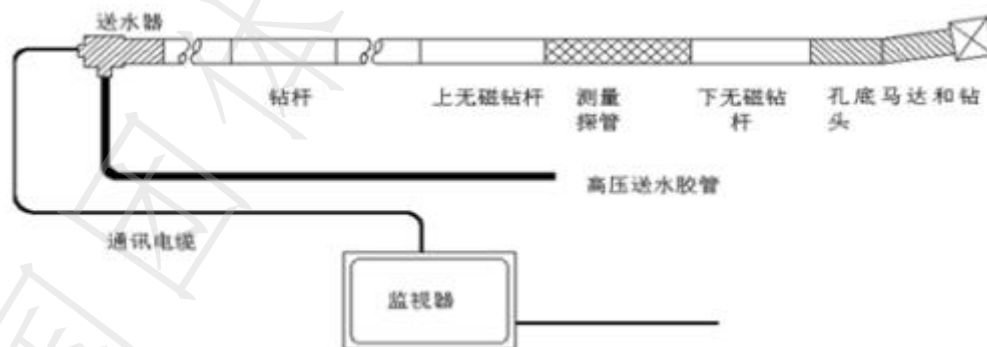 送水器
钻杆
上无磁钻杆
测量
探管
下无磁钻
杆
孔底马达和钻
头
高压送水胶管
通讯电缆
监视器